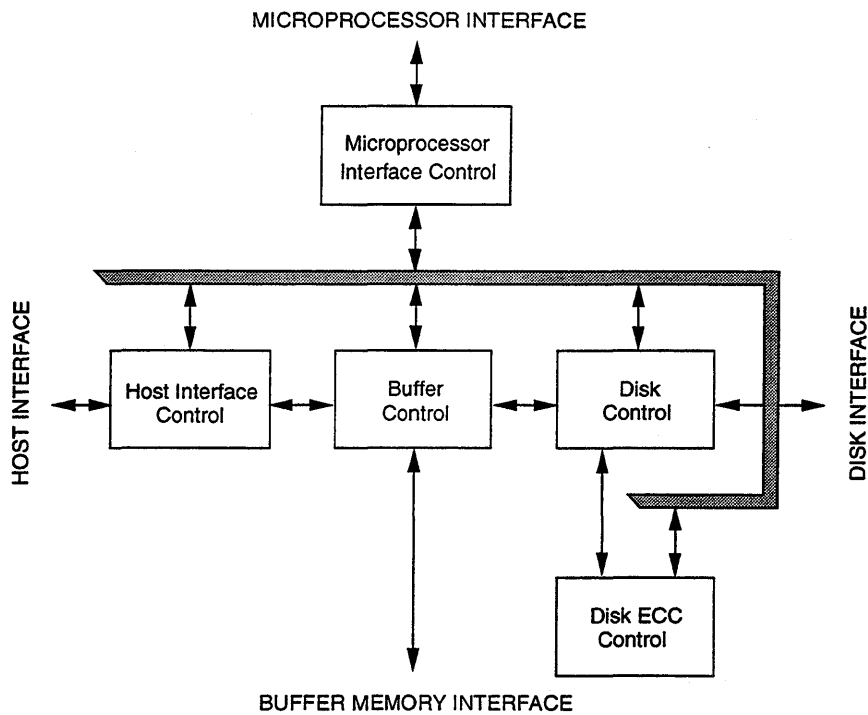 MICROPROCESSOR INTERFACE
Microprocessor
Interface Control
HOST INTERFACE
Host Interface
Control
Buffer
Control
Disk
Control
DISK INTERFACE
Disk ECC
Control
BUFFER MEMORY INTERFACE